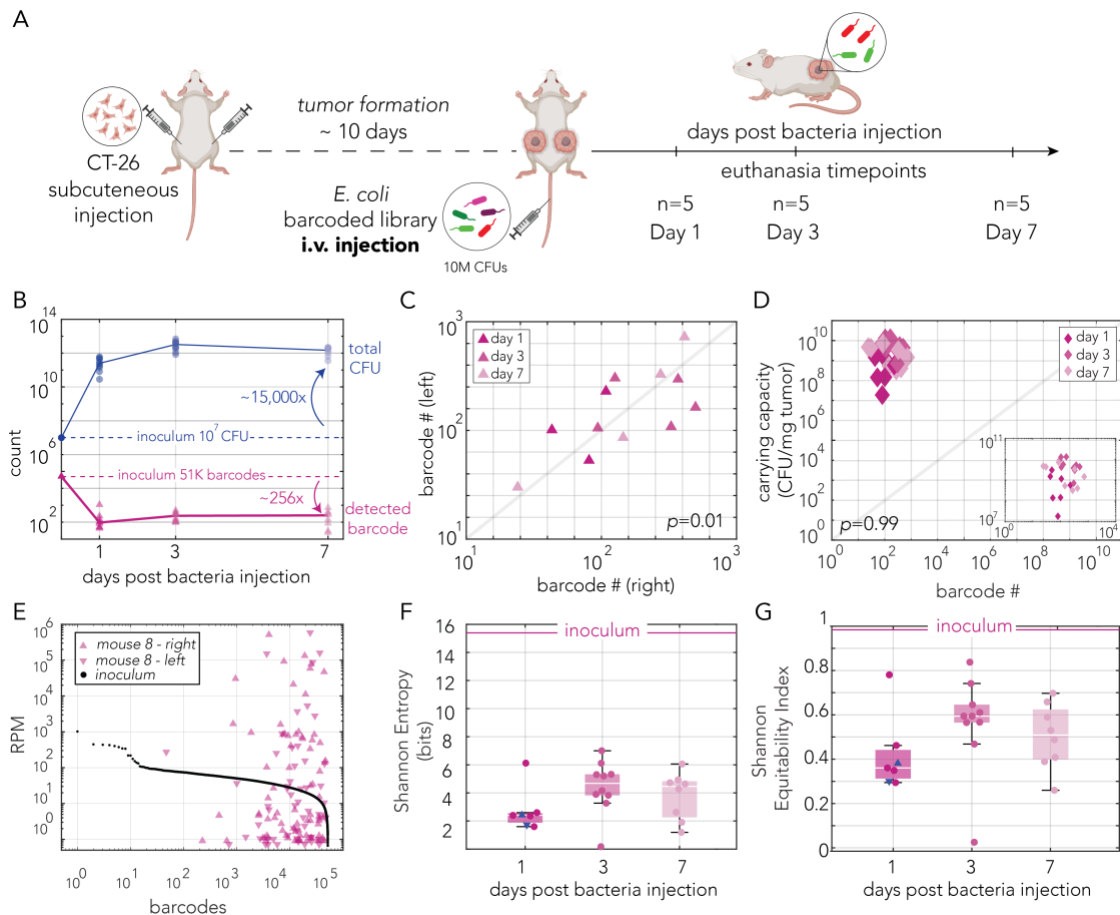 A
CT-26
subcuteneous
injection
tumor formation
~ 10 days
E. coli
barcoded library
i.v. injection
10M CFUs
days post bacteria injection
euthanasia timepoints
n=5
Day 1
n=5
Day 3
n=5
Day 7
B
10^14
10^10
10^6
10^2
count
total
CFU
~15,000x
inoculum 10^7 CFU
inoculum 51K barcodes
~256x
detected
barcode
1
3
7
days post bacteria injection
C
10^3
10^2
10^1
barcode # (left)
day 1
day 3
day 7
p=0.01
10^1
10^2
10^3
barcode # (right)
D
10^10
10^8
10^6
10^4
10^2
10^0
carrying capacity
(CFU/mg tumor)
day 1
day 3
day 7
10^11
10^7
10^0
10^4
p=0.99
10^0
10^2
10^4
10^6
10^8
10^10
barcode #
E
10^6
10^5
10^4
10^3
10^2
10^1
10^0
RPM
mouse 8 - right
mouse 8 - left
inoculum
10^0
10^1
10^2
10^3
10^4
10^5
barcodes
F
16
14
12
10
8
6
4
2
Shannon Entropy
(bits)
inoculum
1
3
7
days post bacteria injection
G
1
0.8
0.6
0.4
0.2
0
Shannon
Equitability Index
inoculum
1
3
7
days post bacteria injection